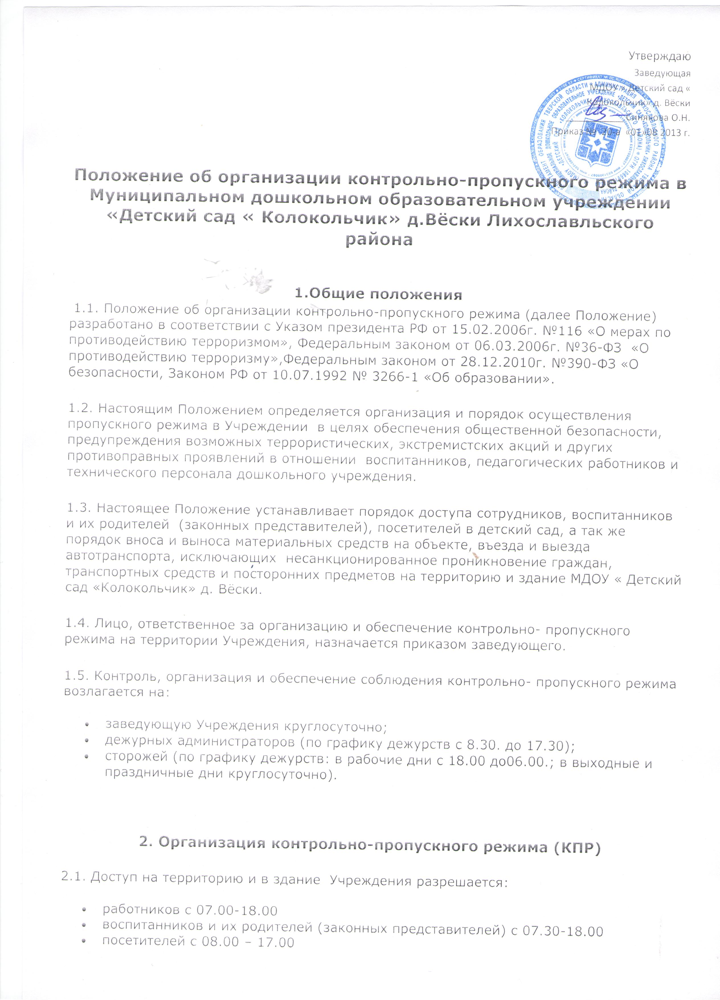 Утверждаю
Заведующая
МДОУ « Детский сад «
Колокольчик» д. Вёски
Синякова О.Н.
Приказ № 20-а «01»08 2013 г.
Положение об организации контрольно-пропускного режима в
Муниципальном дошкольном образовательном учреждении
«Детский сад « Колокольчик» д.Вёски Лихославльского
района
1.Общие положения
1.1. Положение об организации контрольно-пропускного режима (далее Положение)
разработано в соответствии с Указом президента РФ от 15.02.2006г. №116 «О мерах по
противодействию терроризмом», Федеральным законом от 06.03.2006г. №36-ФЗ «О
противодействию терроризму»,Федеральным законом от 28.12.2010г. №390-ФЗ «О
безопасности, Законом РФ от 10.07.1992 № 3266-1 «Об образовании».
1.2. Настоящим Положением определяется организация и порядок осуществления
пропускного режима в Учреждении в целях обеспечения общественной безопасности,
предупреждения возможных террористических, экстремистских акций и других
противоправных проявлений в отношении воспитанников, педагогических работников и
технического персонала дошкольного учреждения.
1.3. Настоящее Положение устанавливает порядок доступа сотрудников, воспитанников
и их родителей (законных представителей), посетителей в детский сад, а так же
порядок вноса и выноса материальных средств на объекте, въезда и выезда
автотранспорта, исключающих несанкционированное проникновение граждан,
транспортных средств и посторонних предметов на территорию и здание МДОУ « Детский
сад «Колокольчик» д. Вёски.
1.4. Лицо, ответственное за организацию и обеспечение контрольно- пропускного
режима на территории Учреждения, назначается приказом заведующего.
1.5. Контроль, организация и обеспечение соблюдения контрольно- пропускного режима
возлагается на:
• заведующую Учреждения круглосуточно;
• дежурных администраторов (по графику дежурств с 8.30. до 17.30);
• сторожей (по графику дежурств: в рабочие дни с 18.00 до06.00.; в выходные и
праздничные дни круглосуточно).
2. Организация контрольно-пропускного режима (КПР)
2.1. Доступ на территорию и в здание Учреждения разрешается:
• работников с 07.00-18.00
• воспитанников и их родителей (законных представителей) с 07.30-18.00
• посетителей с 08.00 – 17.00